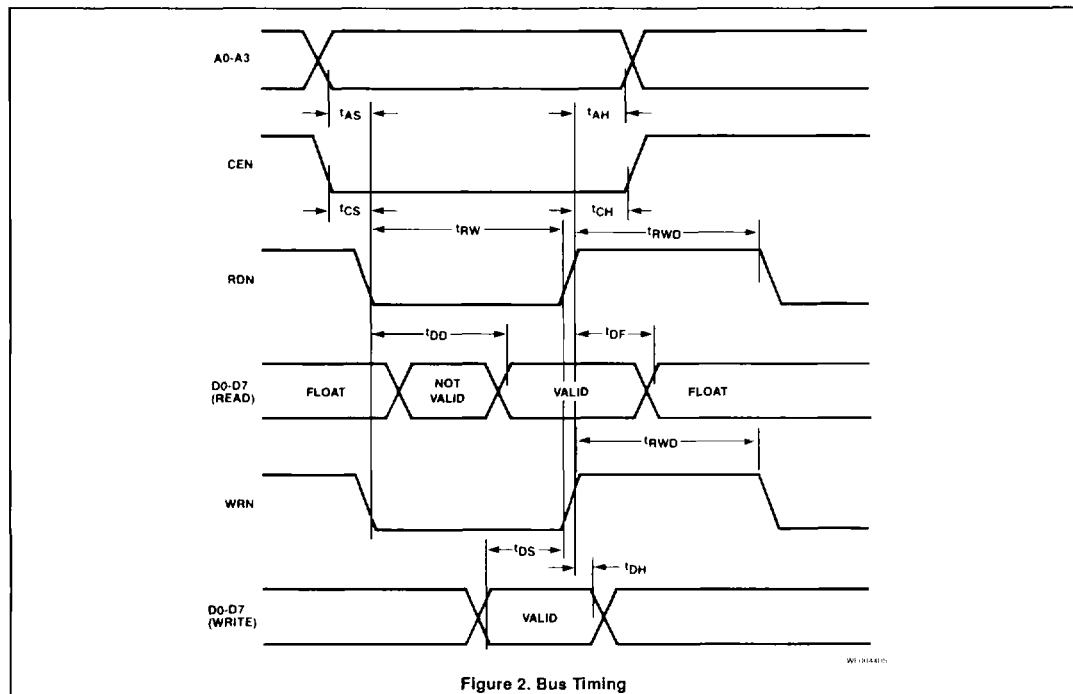 A0-A3
tAS
tAH
CEN
tCS
tCH
tRW
tRWD
RDN
tDD
tDF
D0-D7
(READ)
FLOAT
NOT
VALID
VALID
FLOAT
tRWD
WRN
tDS
tDH
D0-D7
(WRITE)
VALID
Figure 2. Bus Timing